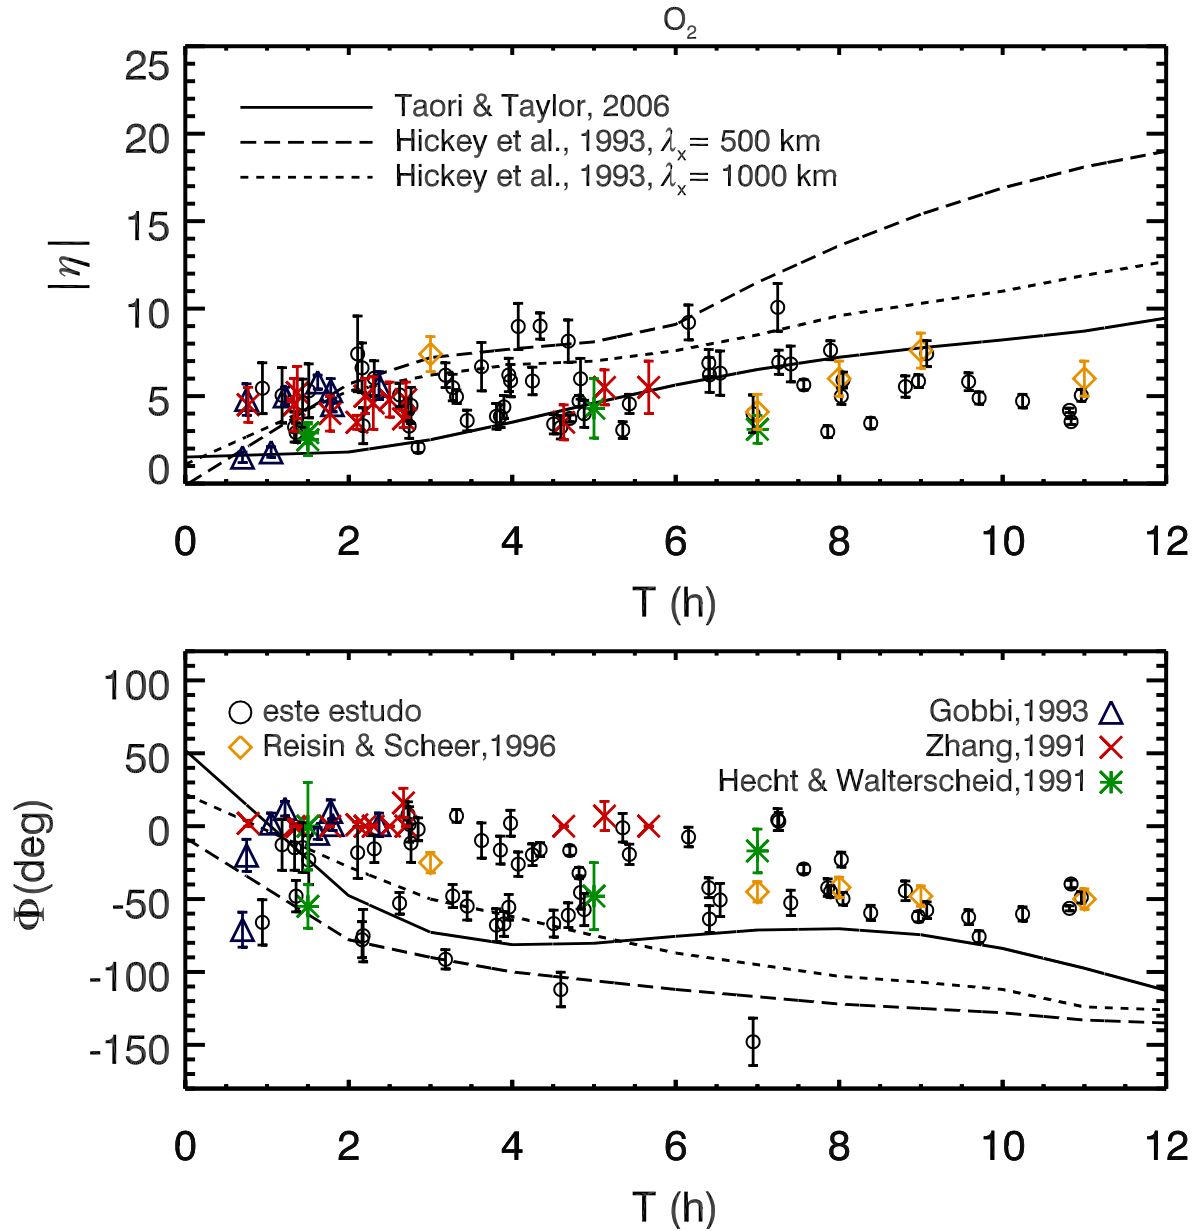 O2
25
20
15
10
5
0
|η|
Taori & Taylor, 2006
Hickey et al., 1993, λx= 500 km
Hickey et al., 1993, λx= 1000 km
0 2 4 6 8 10 12
T (h)
100
50
0
-50
-100
-150
Φ(deg)
este estudo
Reisin & Scheer,1996
Gobbi,1993
Zhang,1991
Hecht & Walterscheid,1991
0 2 4 6 8 10 12
T (h)